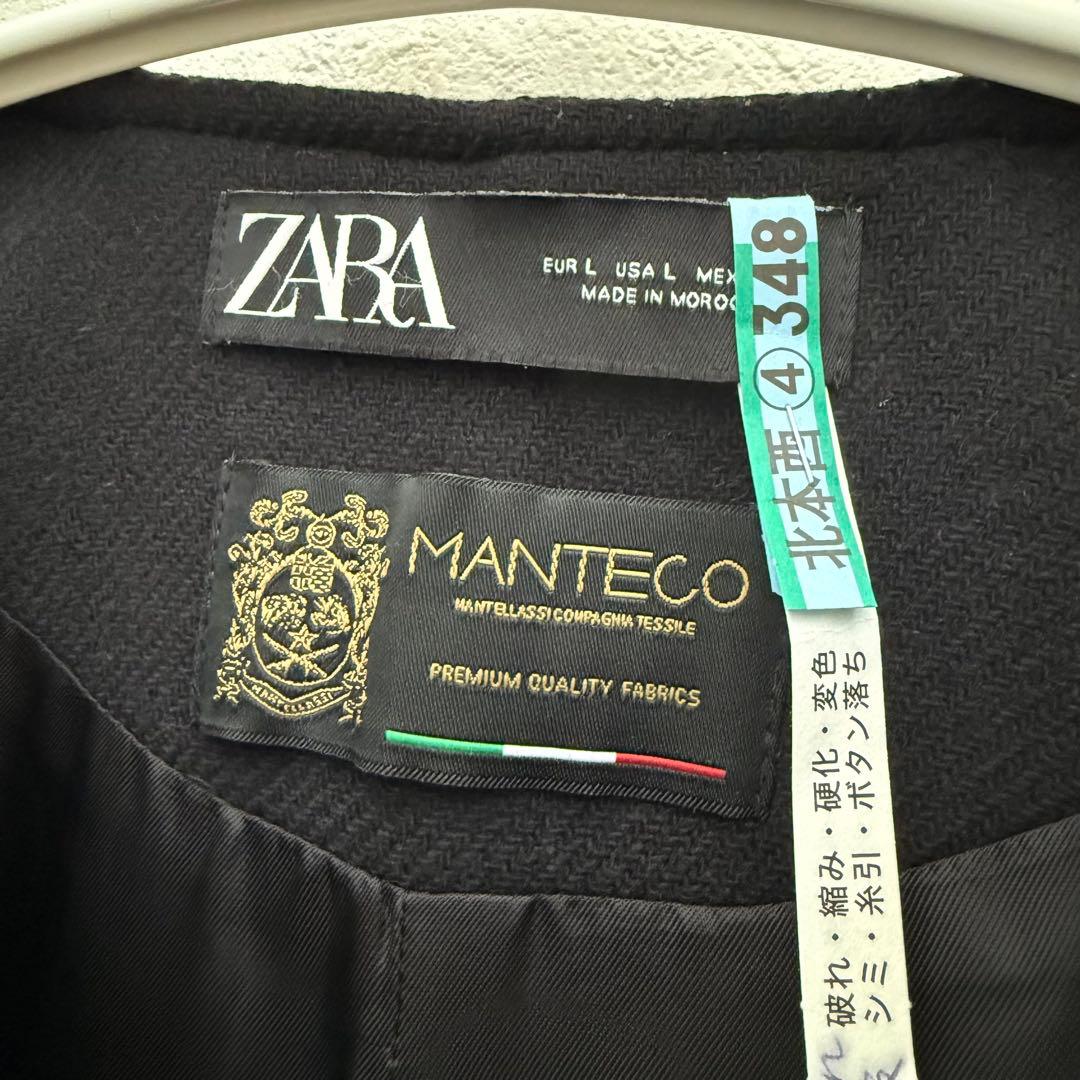 ZARA
EUR L USA L MEX
MADE IN MOROC
北本西④348
MANTECO
MANTELLASSI COMPAGNIA TESSILE
PREMIUM QUALITY FABRICS
MANTELLASSI
破れ・縮み・硬化・変色
シミ・糸引・ボタン落ち